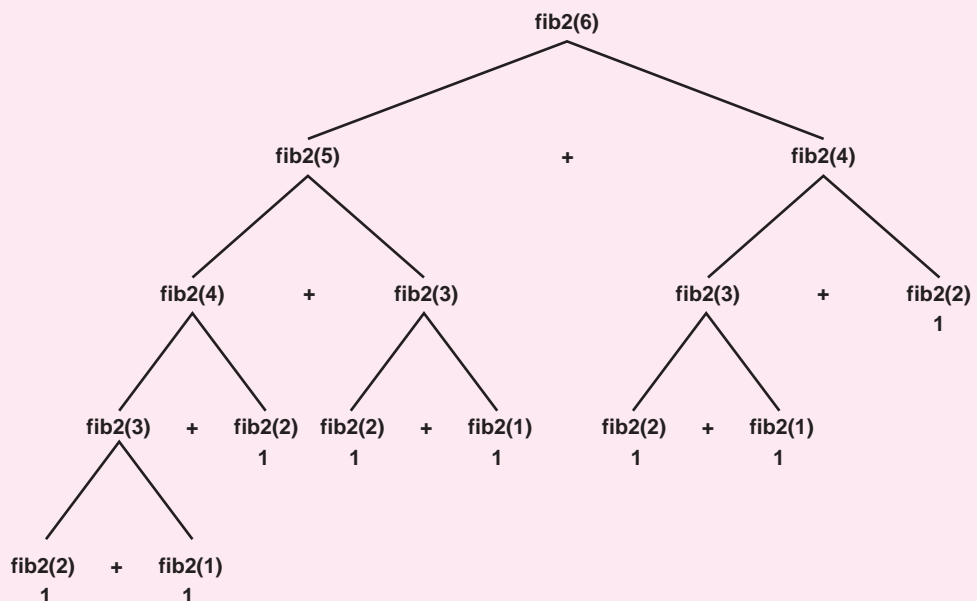 fib2(6)
fib2(5) + fib2(4)
fib2(4) + fib2(3) fib2(3) + fib2(2)
1
fib2(3) + fib2(2) fib2(2) + fib2(1) fib2(2) + fib2(1)
1 1 1 1 1
fib2(2) + fib2(1)
1 1